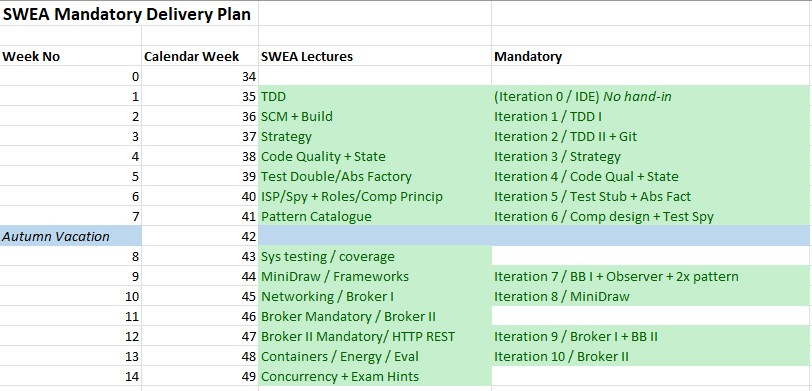 SWEA Mandatory Delivery Plan
Week No Calendar Week SWEA Lectures Mandatory
0 34
1 35 TDD (Iteration 0 / IDE) No hand-in
2 36 SCM + Build Iteration 1 / TDD I
3 37 Strategy Iteration 2 / TDD II + Git
4 38 Code Quality + State Iteration 3 / Strategy
5 39 Test Double/Abs Factory Iteration 4 / Code Qual + State
6 40 ISP/Spy + Roles/Comp Princip Iteration 5 / Test Stub + Abs Fact
7 41 Pattern Catalogue Iteration 6 / Comp design + Test Spy
Autumn Vacation 42
8 43 Sys testing / coverage
9 44 MiniDraw / Frameworks Iteration 7 / BB I + Observer + 2x pattern
10 45 Networking / Broker I Iteration 8 / MiniDraw
11 46 Broker Mandatory / Broker II
12 47 Broker II Mandatory/ HTTP REST Iteration 9 / Broker I + BB II
13 48 Containers / Energy / Eval Iteration 10 / Broker II
14 49 Concurrency + Exam Hints